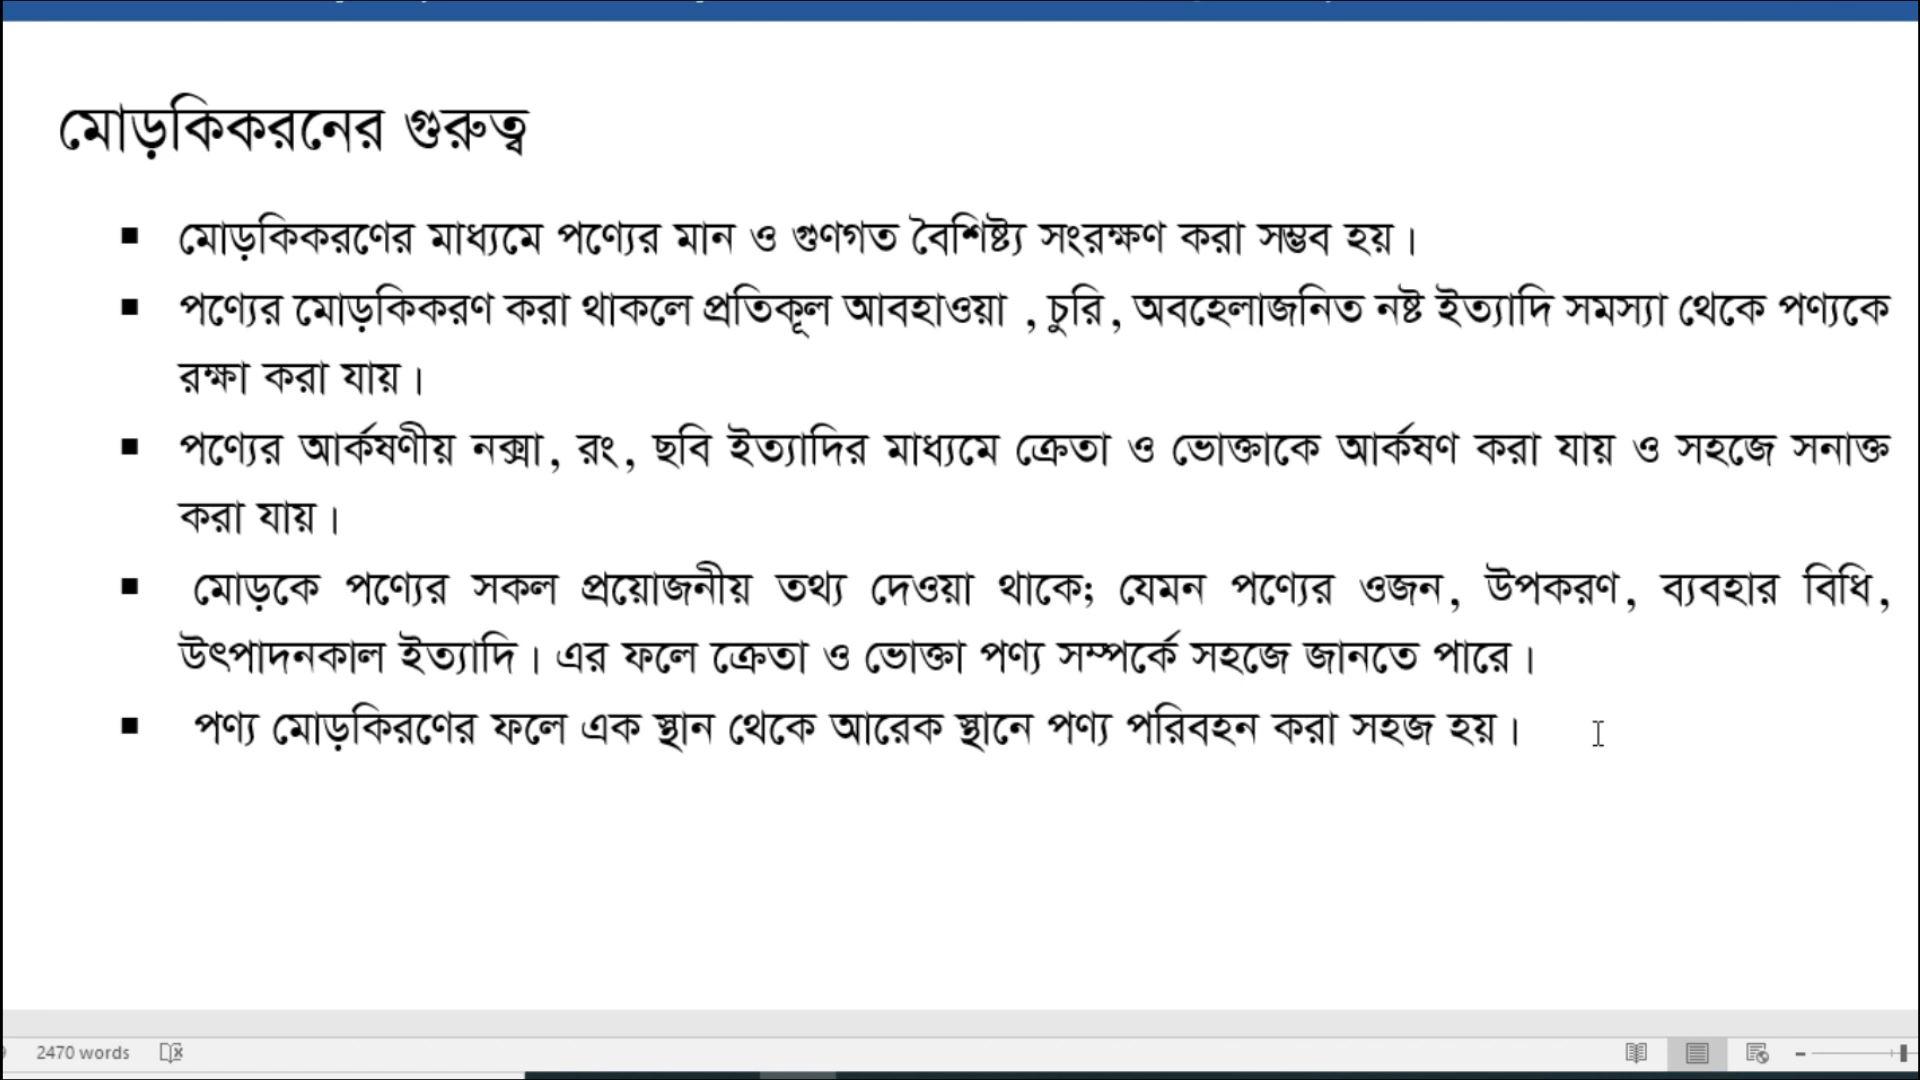 মোড়কিকরনের গুরুত্ব
▪ মোড়কিকরণের মাধ্যমে পণ্যের মান ও গুণগত বৈশিষ্ট্য সংরক্ষণ করা সম্ভব হয়।
▪ পণ্যের মোড়কিকরণ করা থাকলে প্রতিকূল আবহাওয়া , চুরি, অবহেলাজনিত নষ্ট ইত্যাদি সমস্যা থেকে পণ্যকে
রক্ষা করা যায়।
▪ পণ্যের আর্কষণীয় নক্সা, রং, ছবি ইত্যাদির মাধ্যমে ক্রেতা ও ভোক্তাকে আর্কষণ করা যায় ও সহজে সনাক্ত
করা যায়।
▪ মোড়কে পণ্যের সকল প্রয়োজনীয় তথ্য দেওয়া থাকে; যেমন পণ্যের ওজন, উপকরণ, ব্যবহার বিধি,
উৎপাদনকাল ইত্যাদি। এর ফলে ক্রেতা ও ভোক্তা পণ্য সম্পর্কে সহজে জানতে পারে।
▪ পণ্য মোড়কিরণের ফলে এক স্থান থেকে আরেক স্থানে পণ্য পরিবহন করা সহজ হয়।
2470 words